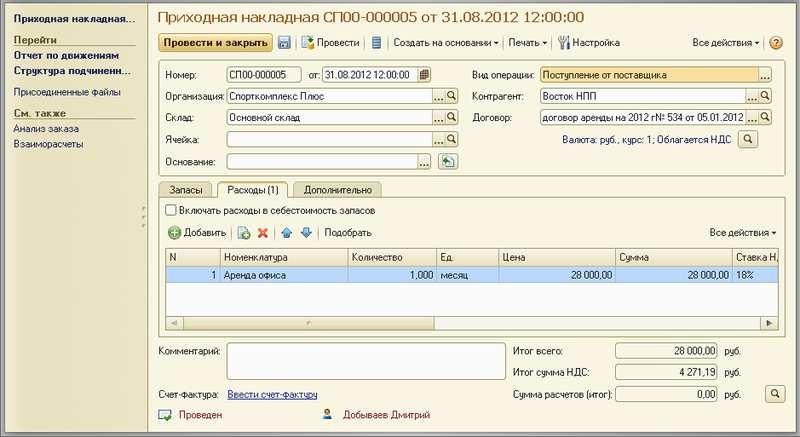 Приходная накладная...
Перейти
Отчет по движениям
Структура подчиненн...
Присоединенные файлы
См. также
Анализ заказа
Взаиморасчеты
Приходная накладная СП00-000005 от 31.08.2012 12:00:00
Провести и закрыть Провести Создать на основании Печать Настройка Все действия
Номер: СП00-000005 от: 31.08.2012 12:00:00 Вид операции: Поступление от поставщика ...
Организация: Спорткомплекс Плюс ... Контрагент: Восток НПП ...
Склад: Основной склад ... Договор: договор аренды на 2012 гN° 534 от 05.01.2012 ...
Ячейка: ... Валюта: руб., курс: 1; Облагается НДС
Основание: ...
Запасы Расходы (1) Дополнительно
Включать расходы в себестоимость запасов
Добавить Подобрать Все действия
N Номенклатура Количество Ед. Цена Сумма Ставка Н,
1 Аренда офиса 1,000 месяц 28 000,00 28 000,00 18%
Комментарий: Итог всего: 28 000,00 руб.
Итог сумма НДС: 4 271,19 руб.
Счет-фактура: Ввести счет-фактуру Сумма расчетов (итог): 0,00 руб.
Проведен Добываев Дмитрий